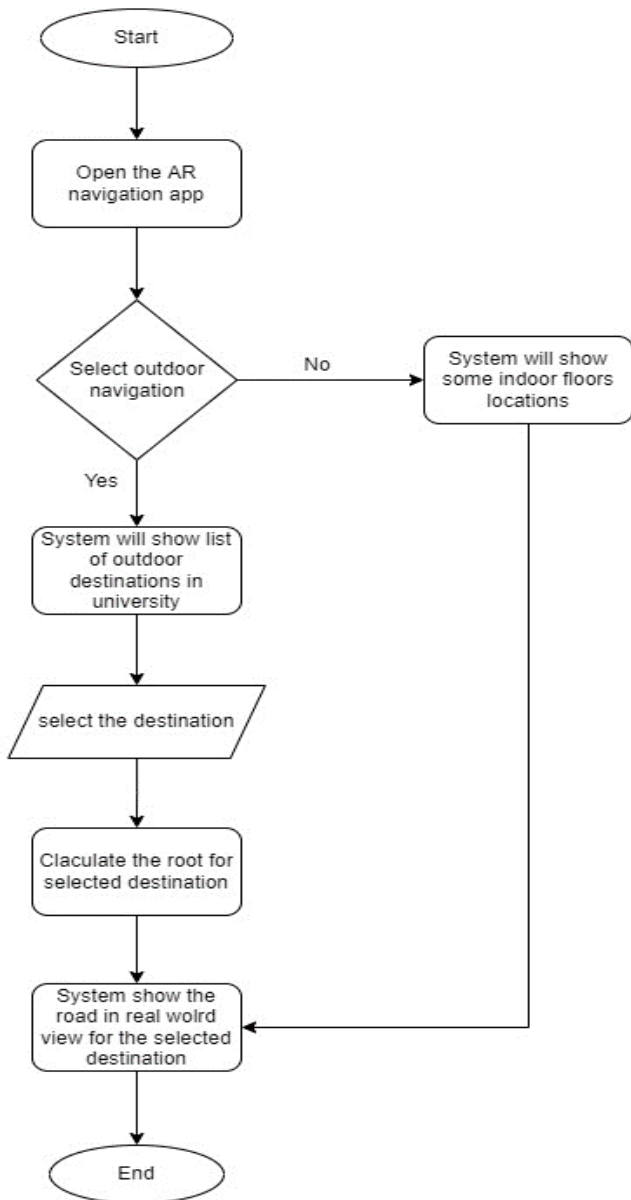 Start
Open the AR
navigation app
Select outdoor
navigation
No
System will show
some indoor floors
locations
Yes
System will show list
of outdoor
destinations in
university
select the destination
Claculate the root for
selected destination
System show the
road in real wolrd
view for the selected
destination
End